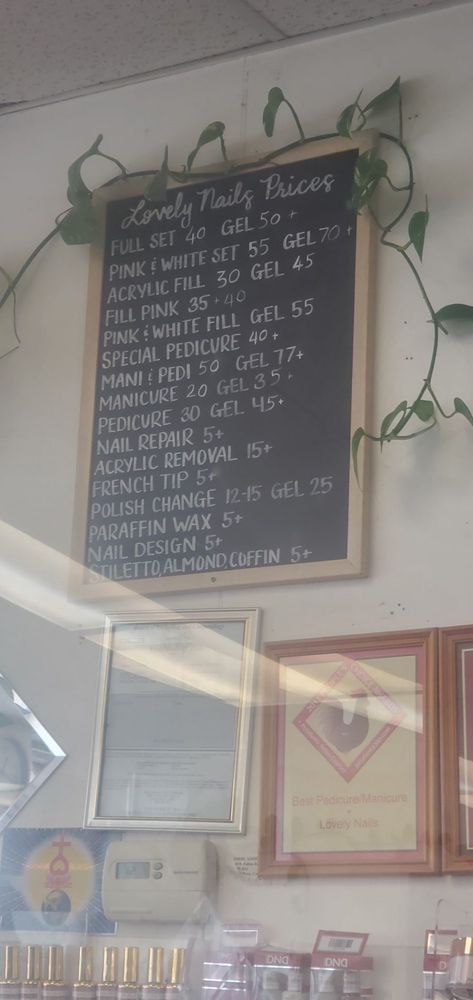 Lovely Nails Prices
FULL SET 40 GEL 50 +
PINK & WHITE SET 55 GEL 70 +
ACRYLIC FILL 30 GEL 45
FILL PINK 35 + 40
PINK & WHITE FILL GEL 55
SPECIAL PEDICURE 40+
MANI & PEDI 50 GEL 77+
MANICURE 20 GEL 35 +
PEDICURE 30 GEL 45+
NAIL REPAIR 5+
ACRYLIC REMOVAL 15+
FRENCH TIP 5+
POLISH CHANGE 12-15 GEL 25
PARAFFIN WAX 5+
NAIL DESIGN 5+
STILETTO, ALMOND, COFFIN 5+
Best Pedicure/Manicure
Lovely Nails
DND
DND